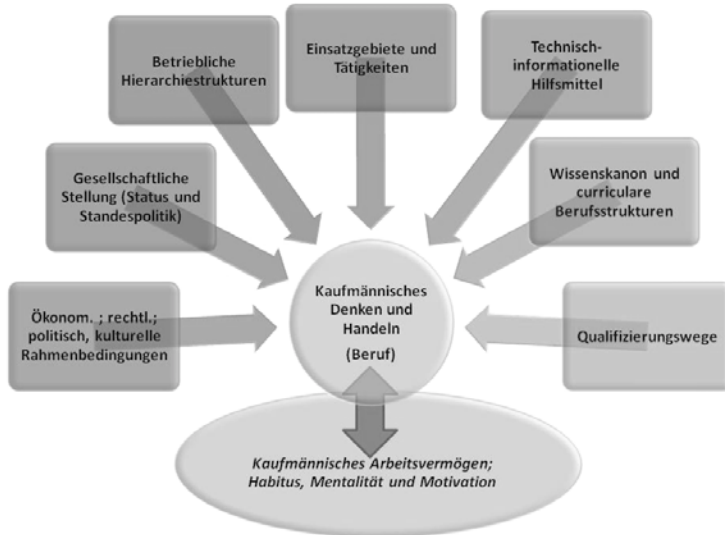 Betriebliche
Hierarchiestrukturen
Einsatzgebiete und
Tätigkeiten
Technisch-
informationelle
Hilfsmittel
Gesellschaftliche
Stellung (Status und
Standespolitik)
Wissenskanon und
curriculare
Berufsstrukturen
Ökonom. ; rechtl.;
politisch, kulturelle
Rahmenbedingungen
Kaufmännisches
Denken und
Handeln
(Beruf)
Qualifizierungswege
Kaufmännisches Arbeitsvermögen;
Habitus, Mentalität und Motivation